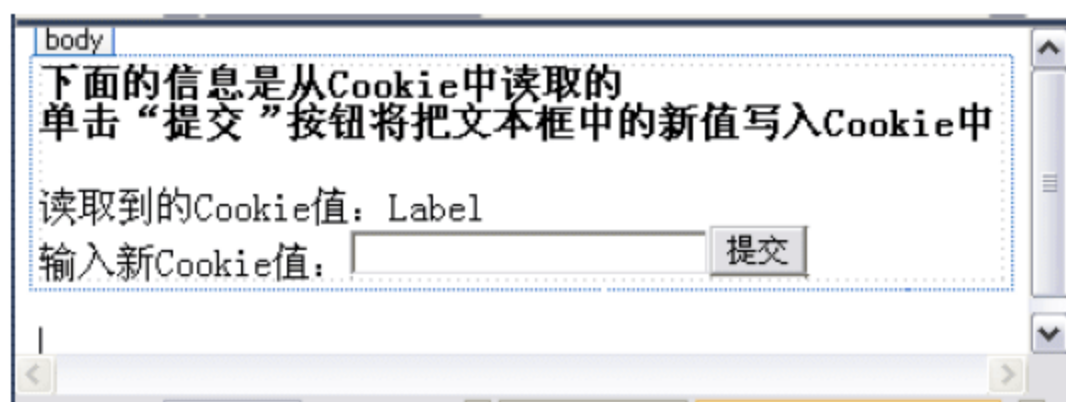 body
下面的信息是从Cookie中读取的
单击“提交”按钮将把文本框中的新值写入Cookie中
读取到的Cookie值：Label
输入新Cookie值： 提交